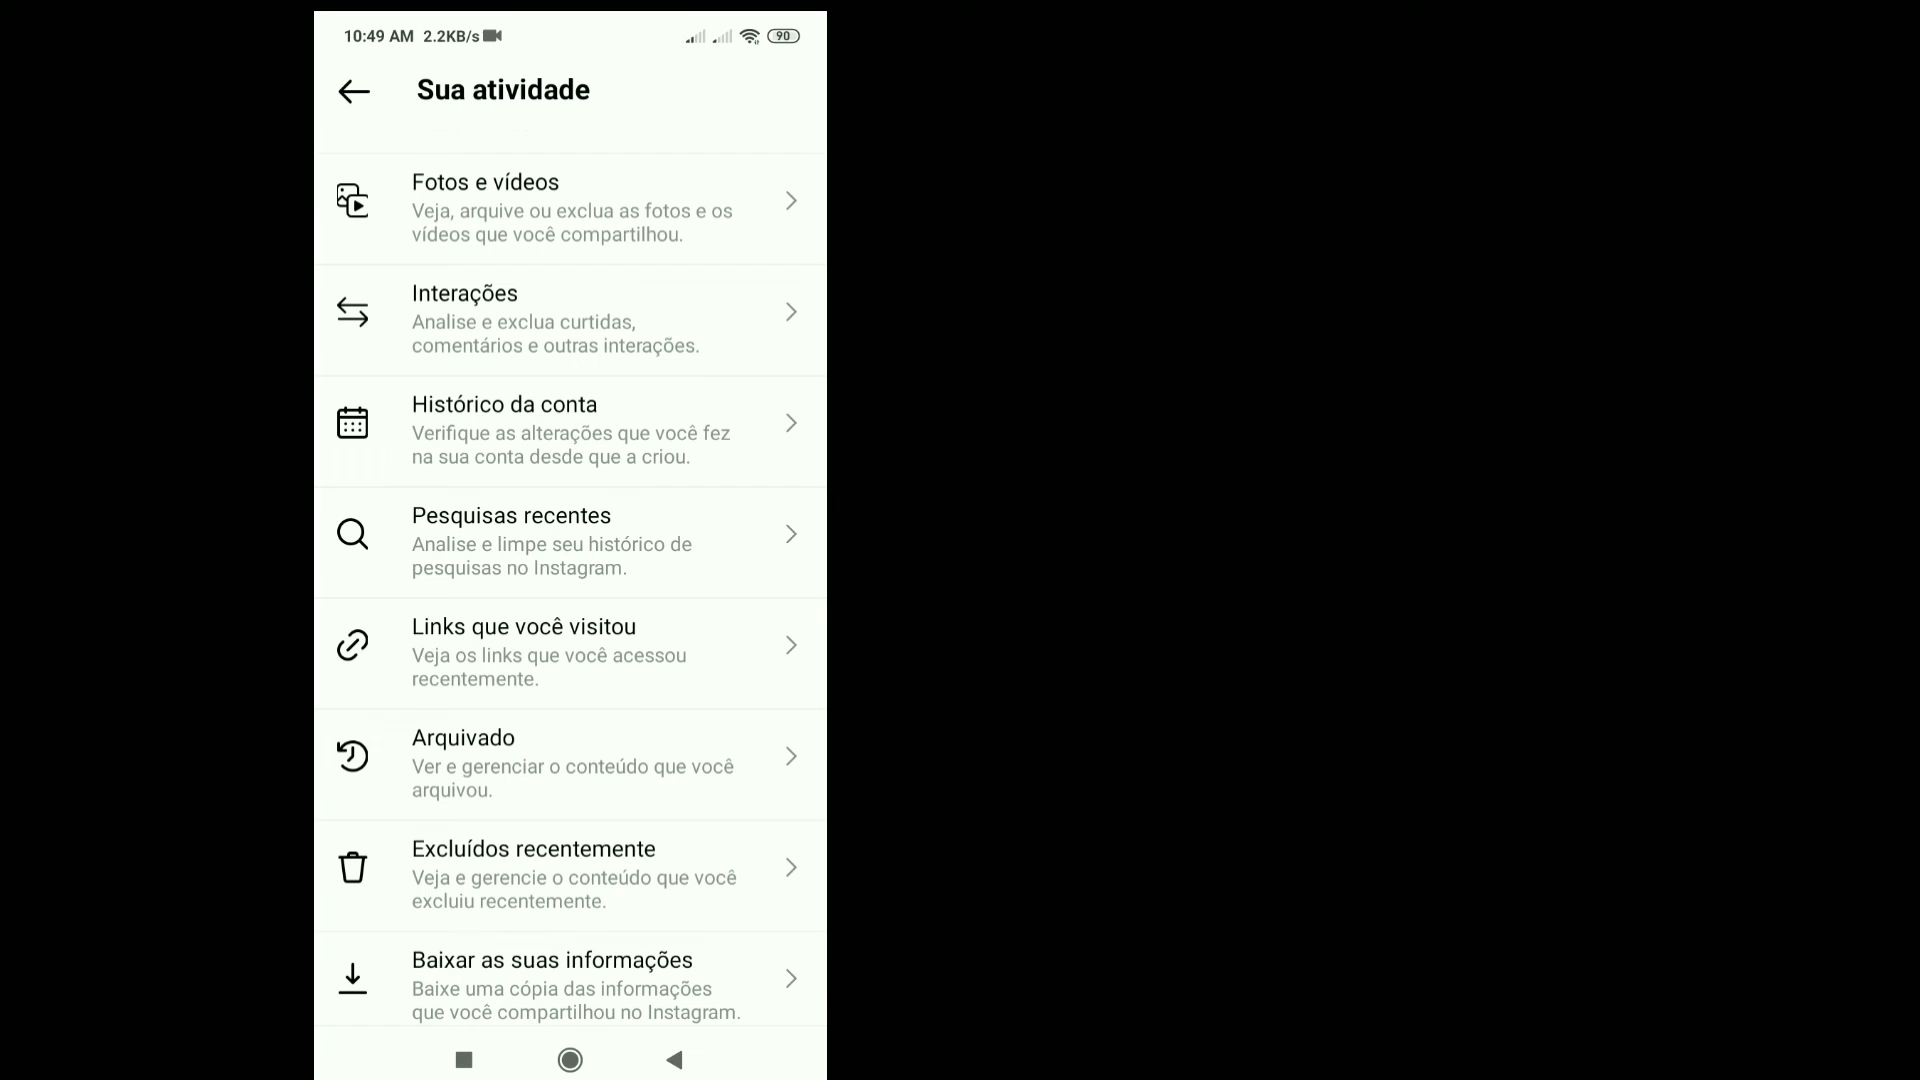 10:49 AM 2.2KB/s 90
Sua atividade
Fotos e vídeos
Veja, arquive ou exclua as fotos e os
vídeos que você compartilhou.
Interações
Analise e exclua curtidas,
comentários e outras interações.
Histórico da conta
Verifique as alterações que você fez
na sua conta desde que a criou.
Pesquisas recentes
Analise e limpe seu histórico de
pesquisas no Instagram.
Links que você visitou
Veja os links que você acessou
recentemente.
Arquivado
Ver e gerenciar o conteúdo que você
arquivou.
Excluídos recentemente
Veja e gerencie o conteúdo que você
excluiu recentemente.
Baixar as suas informações
Baixe uma cópia das informações
que você compartilhou no Instagram.